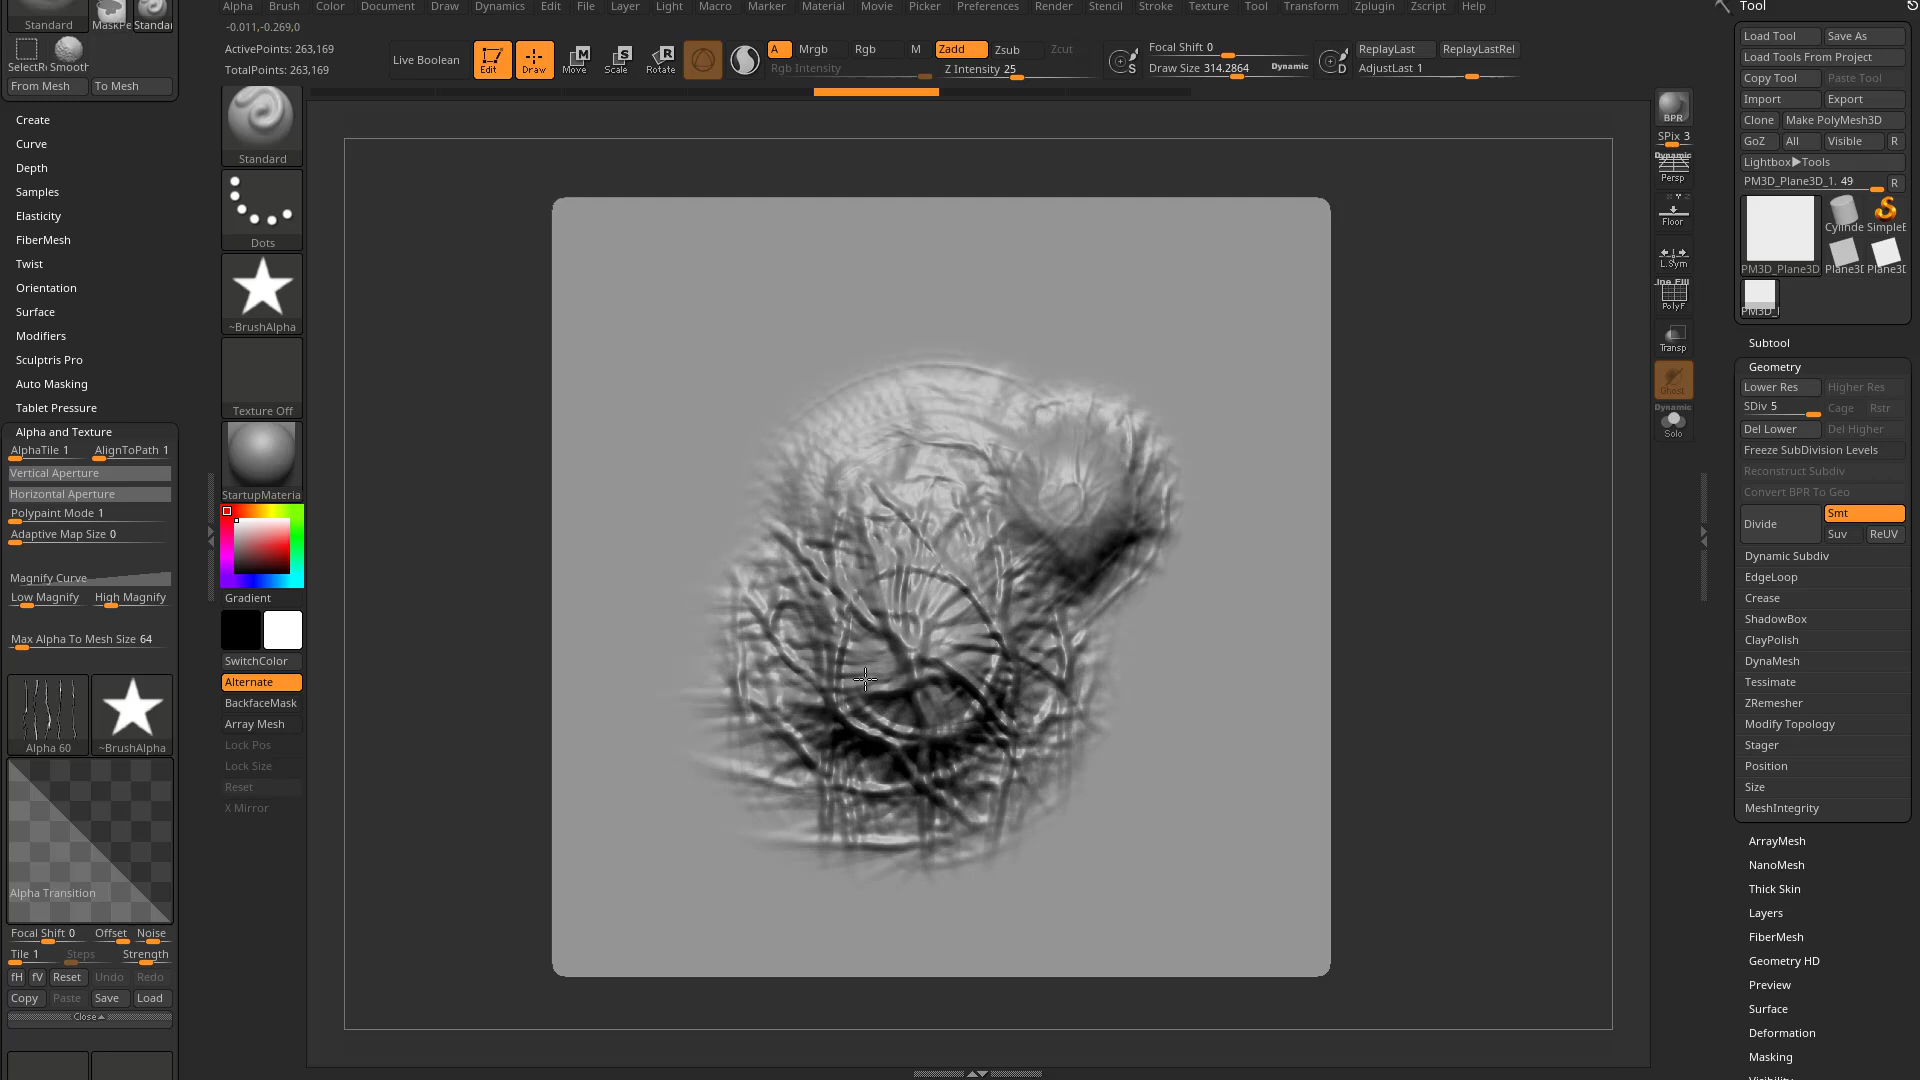 Alpha Brush Color Document Draw Dynamics Edit File Layer Light Macro Marker Material Movie Picker Preferences Render Stencil Stroke Texture Tool Transform Zplugin Zscript Help
Standard MaskPe Standar
SelectRe Smooth
From Mesh To Mesh
Create
Curve
Depth
Samples
Elasticity
FiberMesh
Twist
Orientation
Surface
Modifiers
Sculptris Pro
Auto Masking
Tablet Pressure
Alpha and Texture
AlphaTile 1 AlignToPath 1
Vertical Aperture
Horizontal Aperture
Polypaint Mode 1
Adaptive Map Size 0
Magnify Curve
Low Magnify High Magnify
Max Alpha To Mesh Size 64
Alpha 60 ~BrushAlpha
Alpha Transition
Focal Shift 0 Offset Noise
Tile 1 Steps Strength
fH fV Reset Undo Redo
Copy Paste Save Load
Close
-0.011,-0.269,0
ActivePoints: 263,169
TotalPoints: 263,169
Live Boolean
Edit Draw Move Scale Rotate
A Mrgb Rgb M
Rgb Intensity
Zadd Zsub Zcut
Z Intensity 25
S
Focal Shift 0
Draw Size 314.2864 Dynamic
D
ReplayLast ReplayLastRel
AdjustLast 1
Standard
Dots
~BrushAlpha
Texture Off
StartupMateria
Gradient
SwitchColor
Alternate
BackfaceMask
Array Mesh
Lock Pos
Lock Size
Reset
X Mirror
BPR
SPix 3
Dynamic
Persp
Floor
L.Sym
Line Fill
PolyF
Transp
Ghost
Dynamic
Solo
Tool
Load Tool Save As
Load Tools From Project
Copy Tool Paste Tool
Import Export
Clone Make PolyMesh3D
GoZ All Visible R
Lightbox▶Tools
PM3D_Plane3D_1. 49 R
Cylinde SimpleE
PM3D_Plane3D Plane3D Plane3D
PM3D_I
Subtool
Geometry
Lower Res Higher Res
SDiv 5 Cage Rstr
Del Lower Del Higher
Freeze SubDivision Levels
Reconstruct Subdiv
Convert BPR To Geo
Divide Smt
Suv ReUV
Dynamic Subdiv
EdgeLoop
Crease
ShadowBox
ClayPolish
DynaMesh
Tessimate
ZRemesher
Modify Topology
Stager
Position
Size
MeshIntegrity
ArrayMesh
NanoMesh
Thick Skin
Layers
FiberMesh
Geometry HD
Preview
Surface
Deformation
Masking